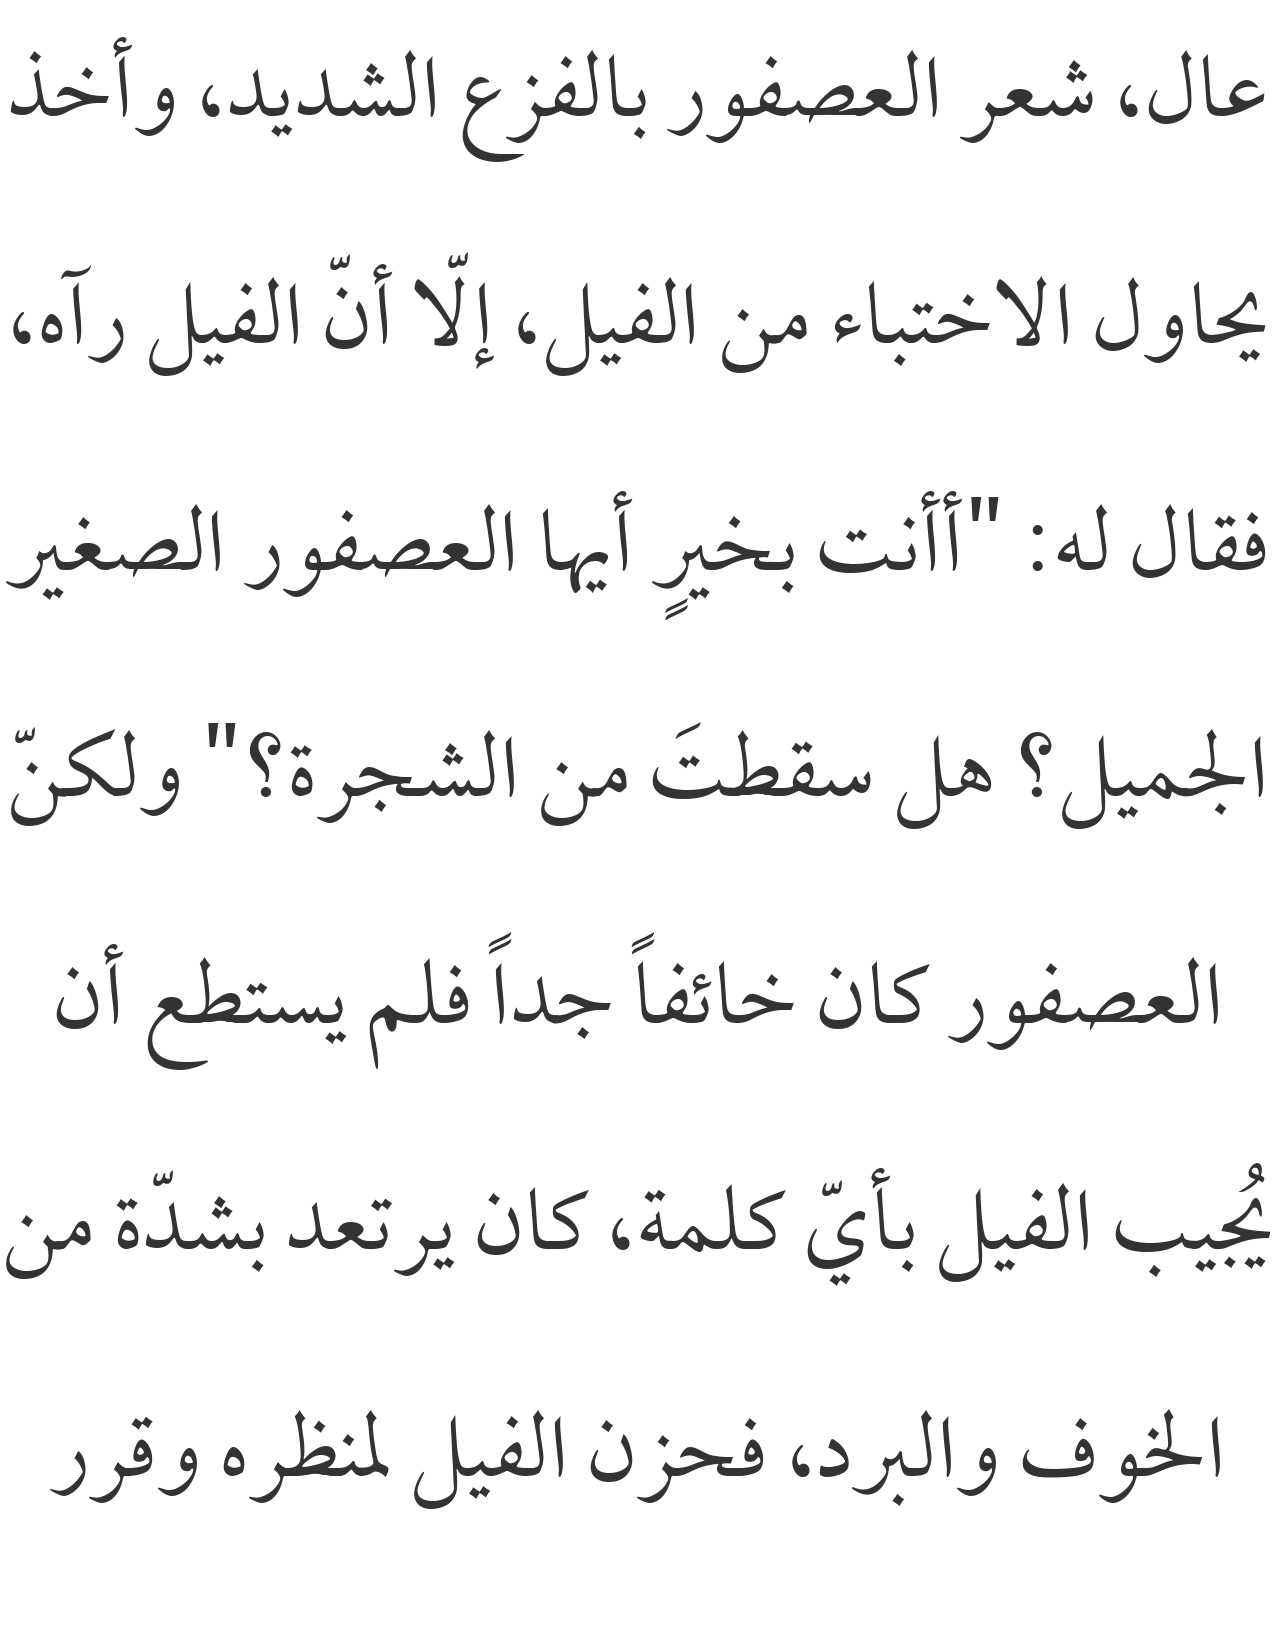 عال، شعر العصفور بالفزع الشديد، وأخذ
يحاول الاختباء من الفيل، إلّا أنّ الفيل رآه،
فقال له: "أأنت بخيرٍ أيها العصفور الصغير
الجميل؟ هل سقطتَ من الشجرة؟" ولكنّ
العصفور كان خائفاً جداً فلم يستطع أن
يُجيب الفيل بأيّ كلمة، كان يرتعد بشدّة من
الخوف والبرد، فحزن الفيل لمنظره وقرر